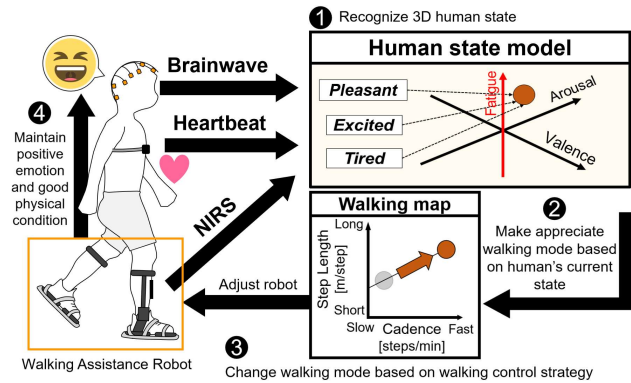 1 Recognize 3D human state
Human state model
Pleasant
Excited
Tired
Fatigue
Arousal
Valence
Brainwave
Heartbeat
NIRS
4
Maintain
positive
emotion
and good
physical
condition
Walking map
Long
Step Length
[m/step]
Short
Slow
Cadence
Fast
[steps/min]
2
Make appreciate
walking mode based
on human's current
state
Adjust robot
Walking Assistance Robot
3
Change walking mode based on walking control strategy